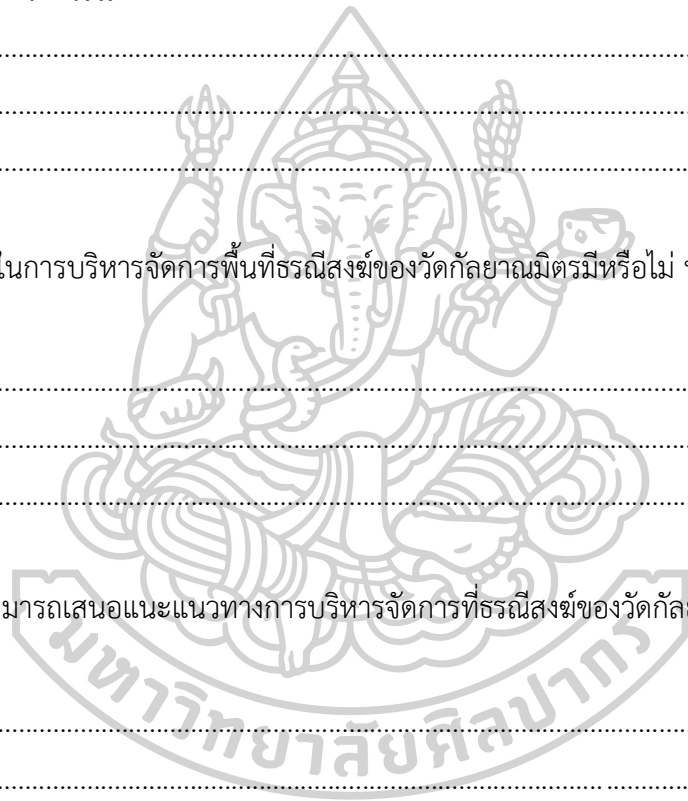 ในการบริหารจัดการพื้นที่ธรณีสงฆ์ของวัดกัลยาณมิตรมีหรือไม่
มารถเสนอแนะแนวทางการบริหารจัดการที่ธรณีสงฆ์ของวัดกัล
มหาวิทยาลัยศิลปากร